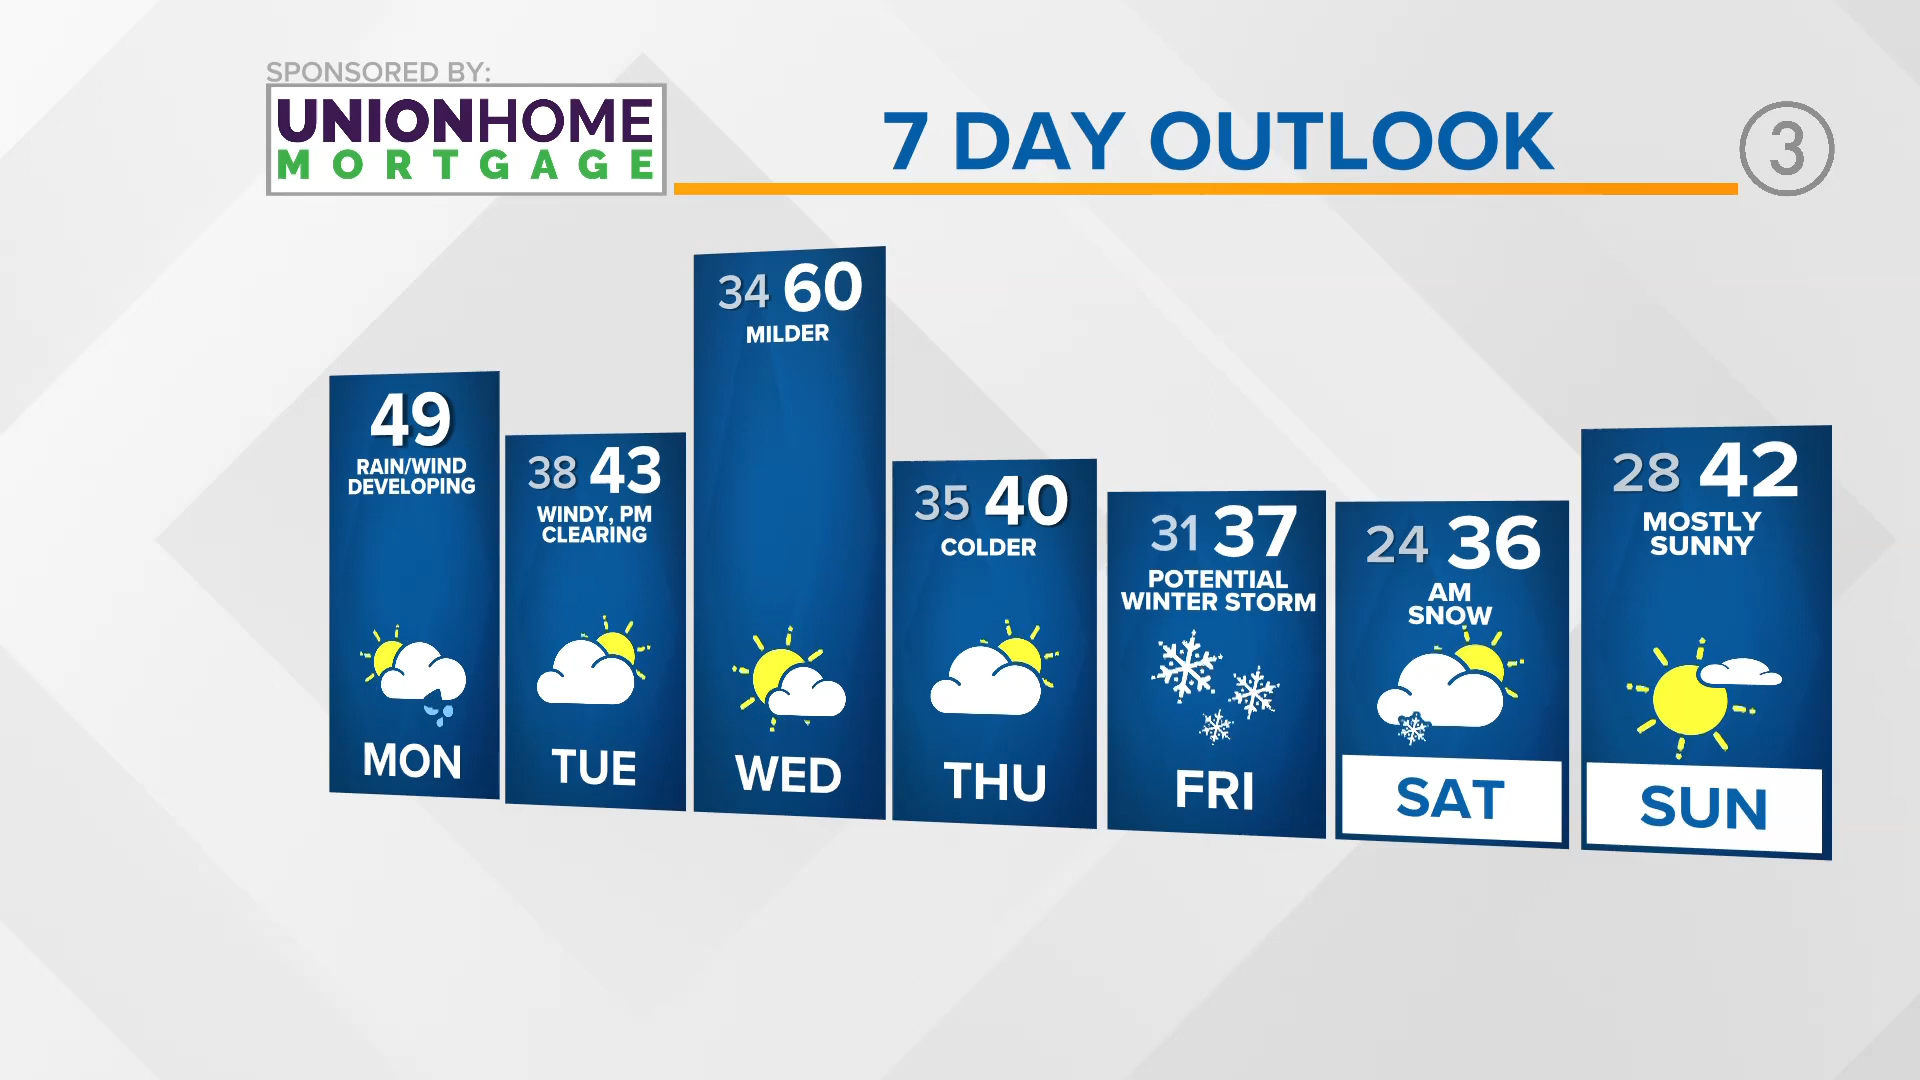 SPONSORED BY:
UNIONHOME
MORTGAGE
7 DAY OUTLOOK
3
49
RAIN/WIND
DEVELOPING
MON
38 43
WINDY, PM
CLEARING
TUE
34 60
MILDER
WED
35 40
COLDER
THU
31 37
POTENTIAL
WINTER STORM
FRI
24 36
AM
SNOW
SAT
28 42
MOSTLY
SUNNY
SUN